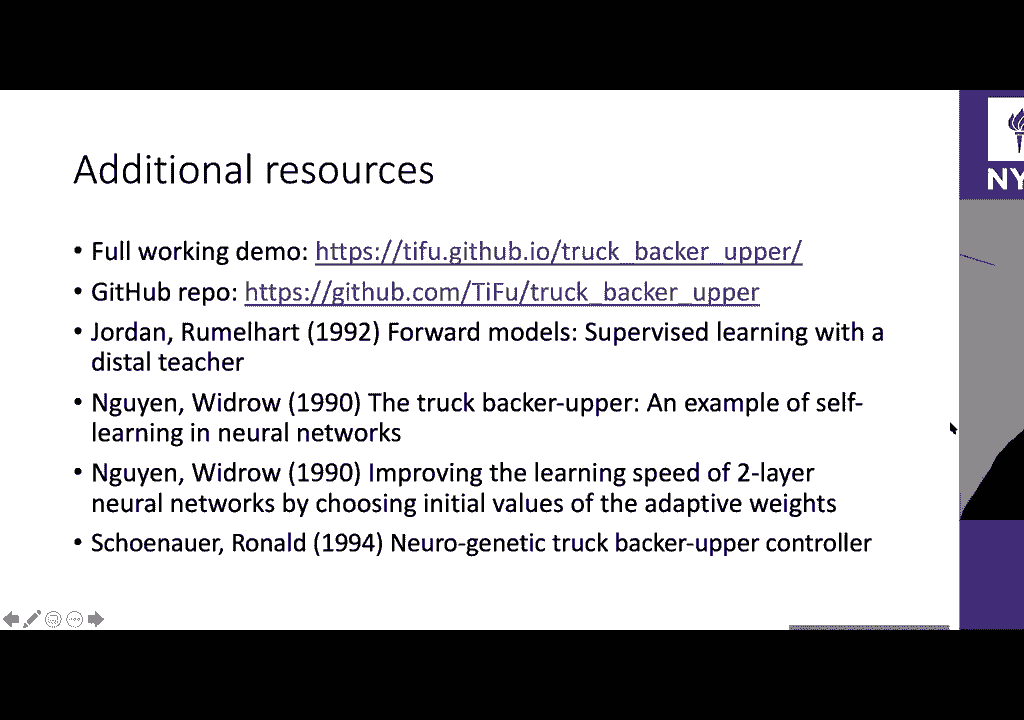 Additional resources
• Full working demo: https://tifu.github.io/truck_backer_upper/
• GitHub repo: https://github.com/TiFu/truck_backer_upper
• Jordan, Rumelhart (1992) Forward models: Supervised learning with a
distal teacher
• Nguyen, Widrow (1990) The truck backer-upper: An example of self-
learning in neural networks
• Nguyen, Widrow (1990) Improving the learning speed of 2-layer
neural networks by choosing initial values of the adaptive weights
• Schoenauer, Ronald (1994) Neuro-genetic truck backer-upper controller
NY